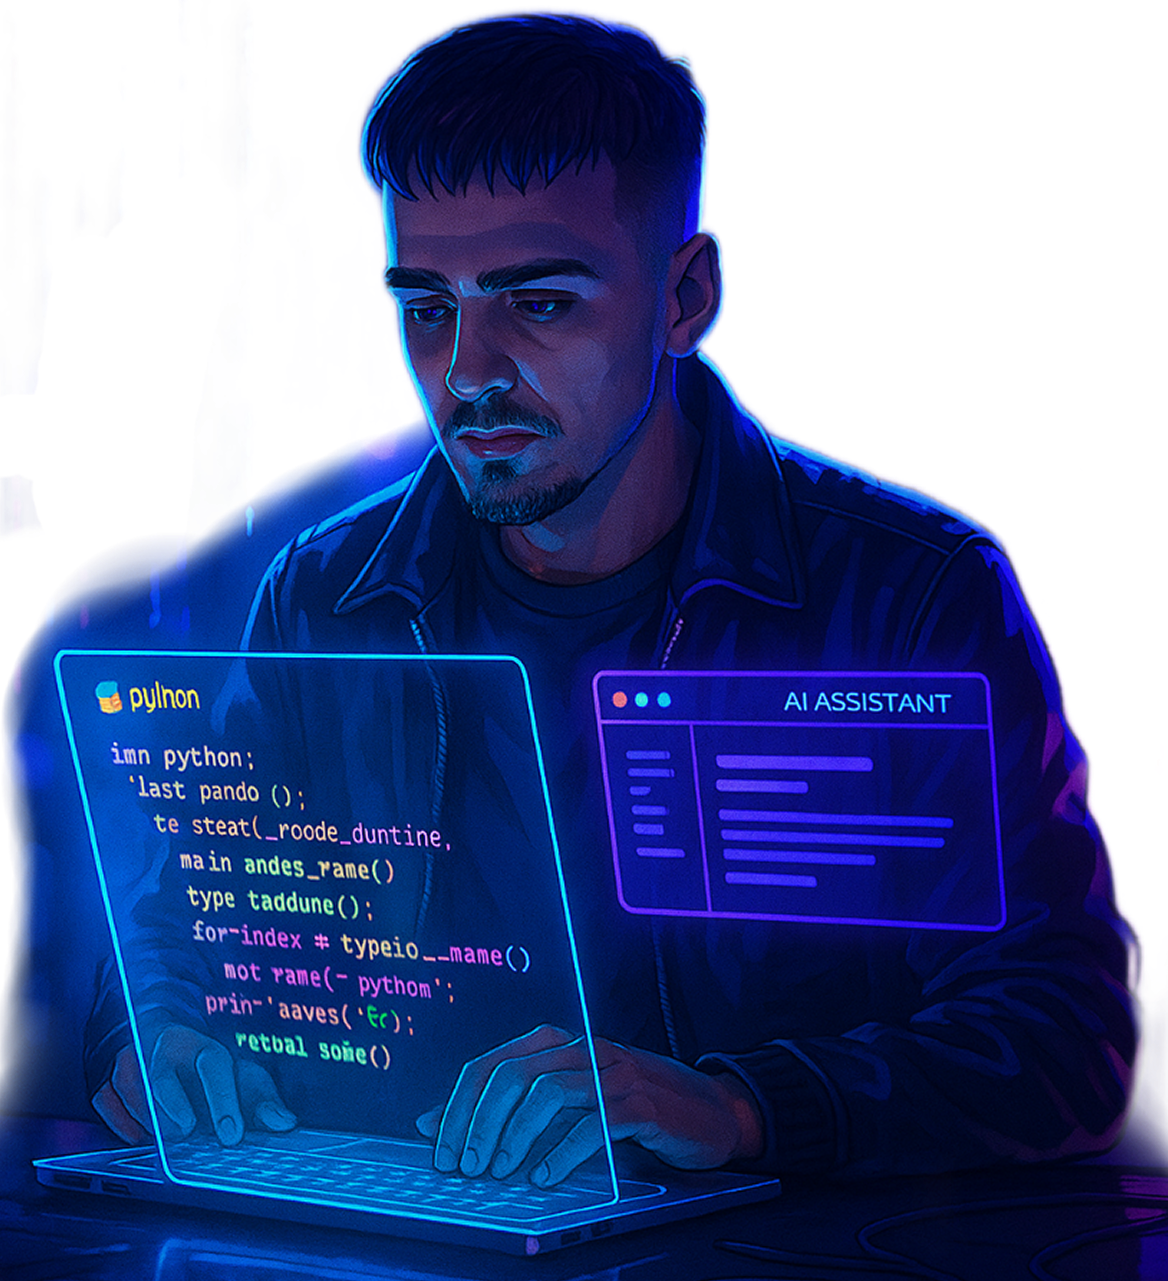 pylhon
imn python;
'last pando ();
te steat(_roode_duntine,
main andes_rame()
type taddune();
for-index ≠ typeio__mame()
mot rame(- pythom';
prin-'aaves('Ec);
retbal some()
AI ASSISTANT